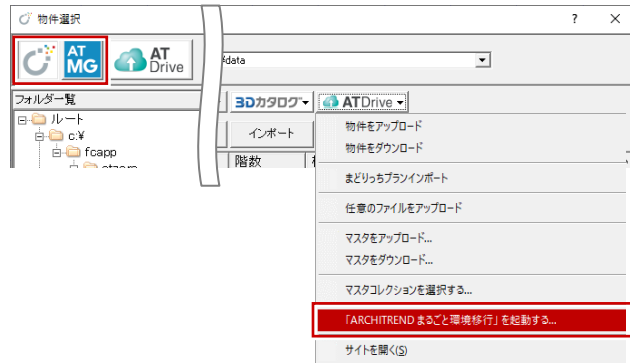 物件選択
? ×
AT
MG
AT
Drive
data
フォルダ一覧
3Dカタログ
ATDrive
ルート
c:¥
fcapp
インポート
階数
物件をアップロード
物件をダウンロード
まどりっちプランインポート
任意のファイルをアップロード
マスタをアップロード...
マスタをダウンロード...
マスタコレクションを選択する...
「ARCHITREND まるごと環境移行」を起動する...
サイトを開く(S)